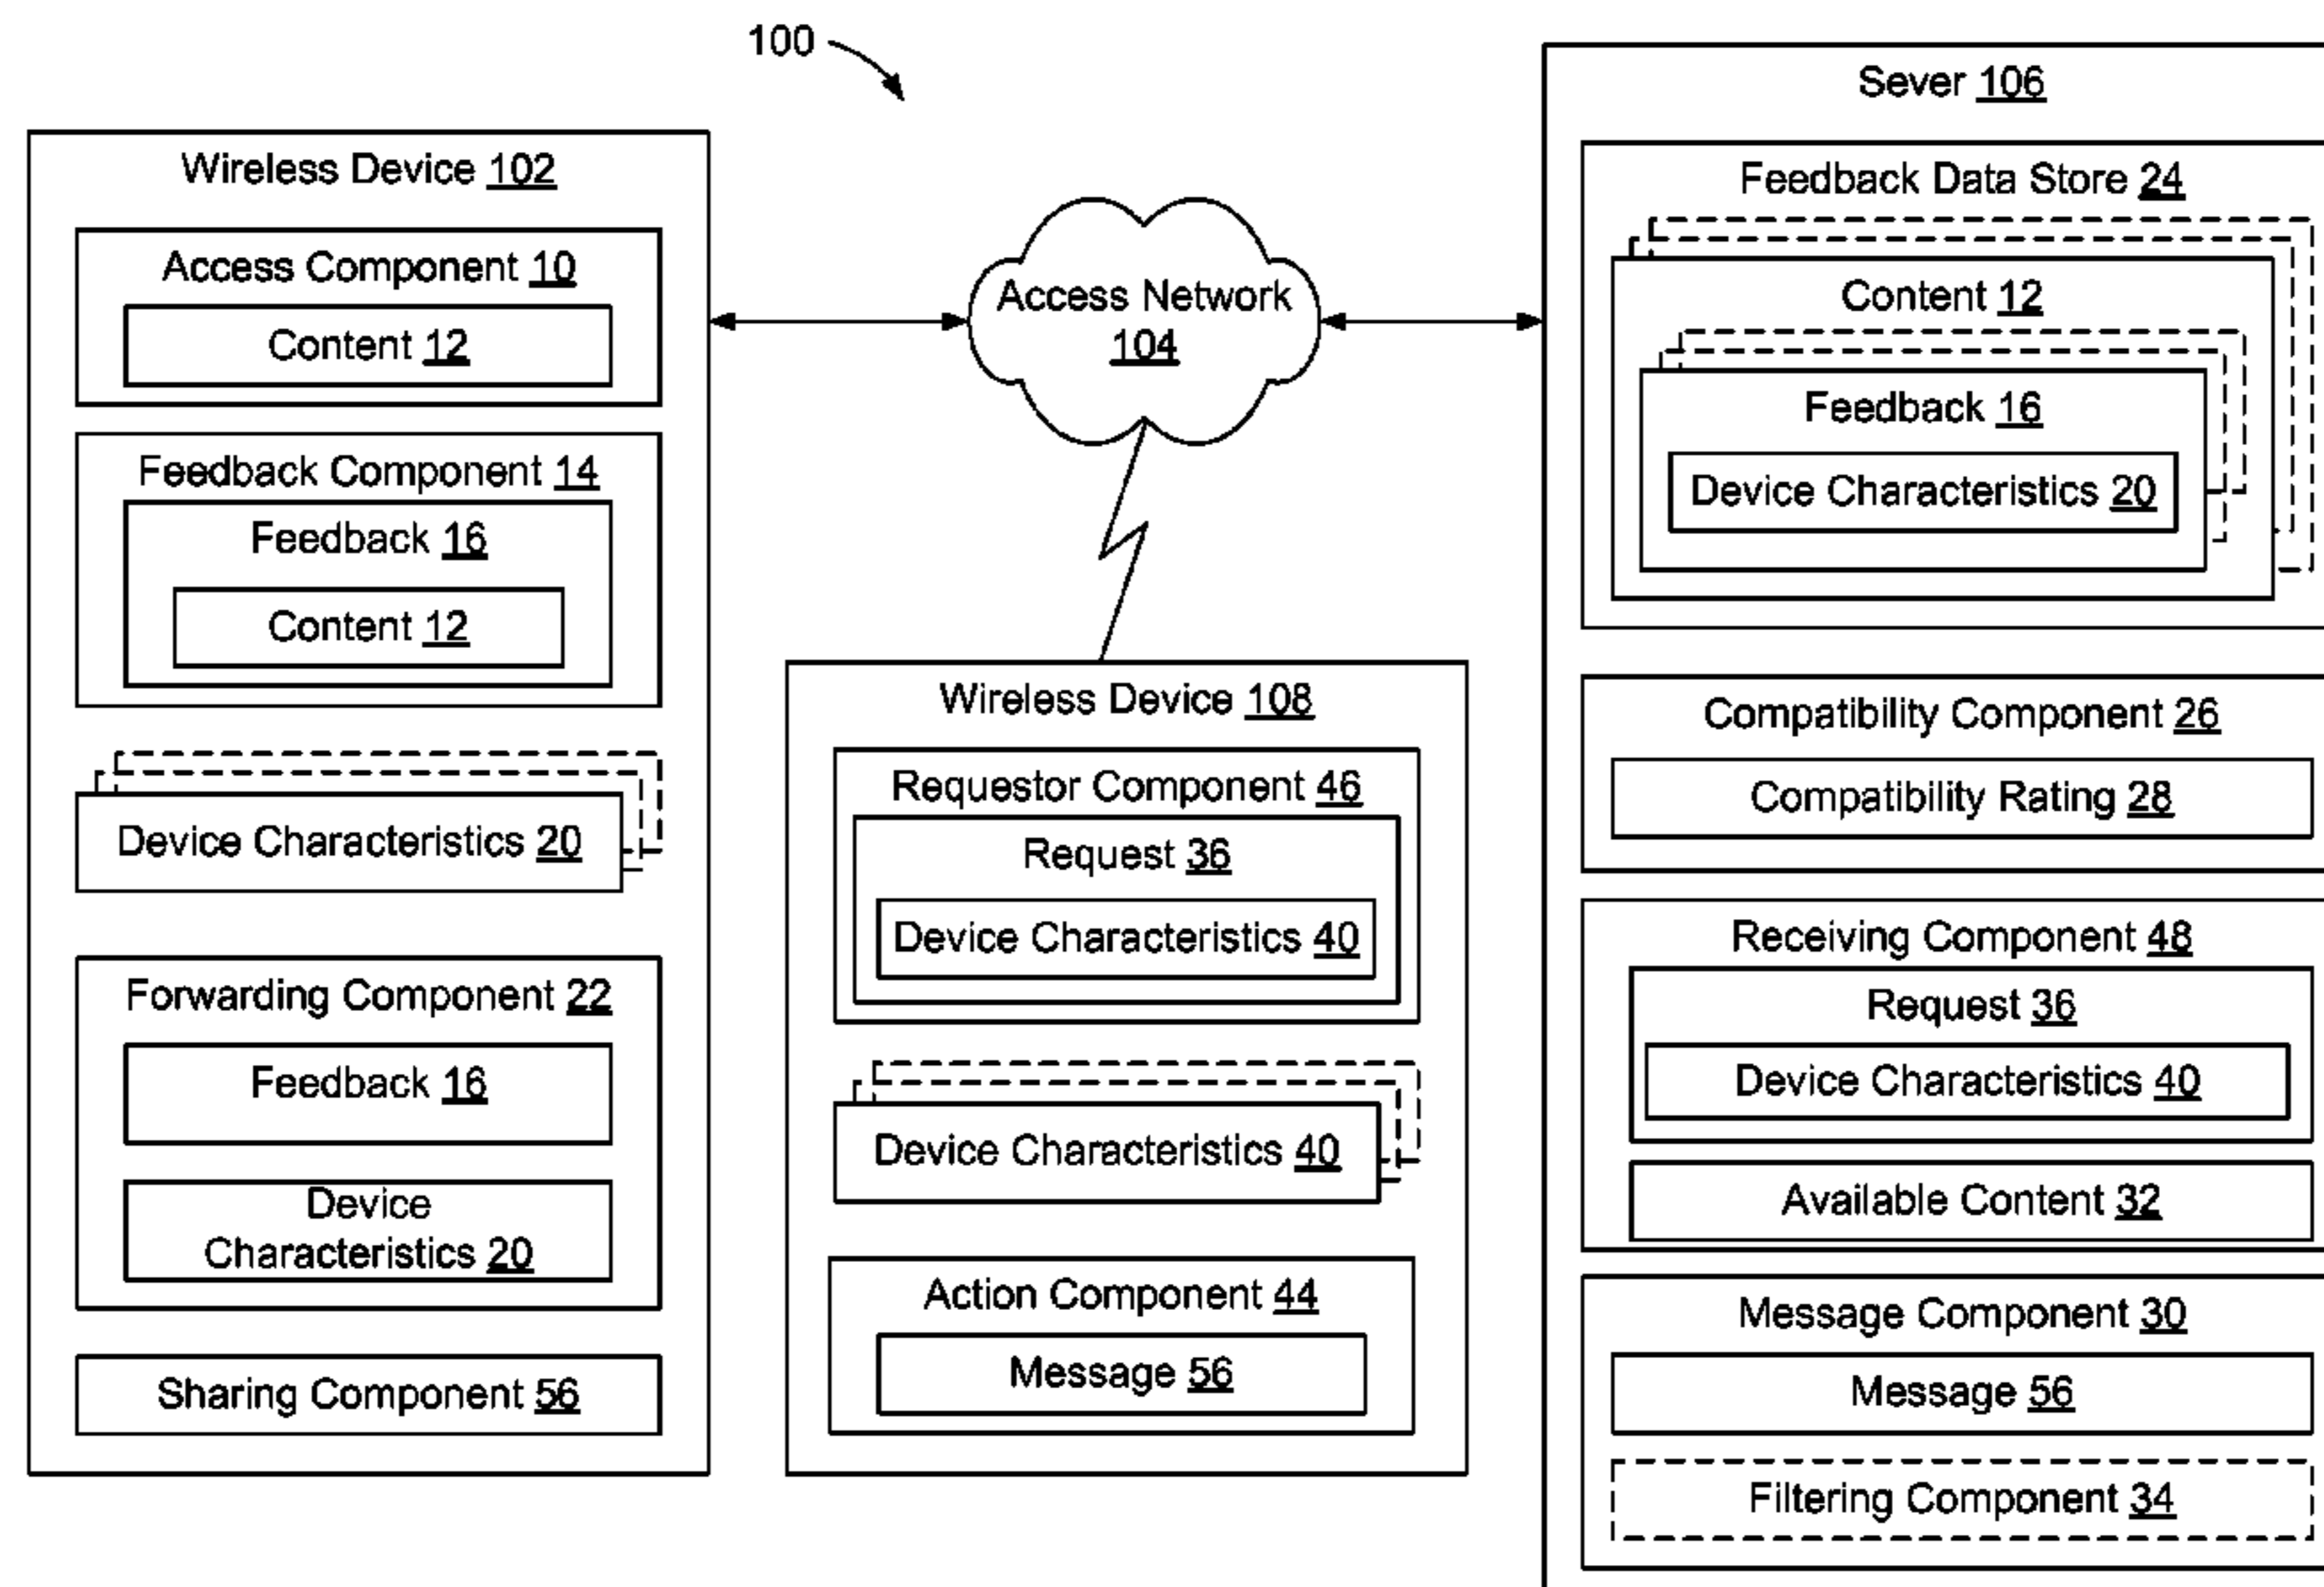 100
Wireless Device 102
Access Component 10
Content 12
Feedback Component 14
Feedback 16
Content 12
Device Characteristics 20
Forwarding Component 22
Feedback 16
Device
Characteristics 20
Sharing Component 56
Access Network
104
Wireless Device 108
Requestor Component 46
Request 36
Device Characteristics 40
Device Characteristics 40
Action Component 44
Message 56
Sever 106
Feedback Data Store 24
Content 12
Feedback 16
Device Characteristics 20
Compatibility Component 26
Compatibility Rating 28
Receiving Component 48
Request 36
Device Characteristics 40
Available Content 32
Message Component 30
Message 56
Filtering Component 34